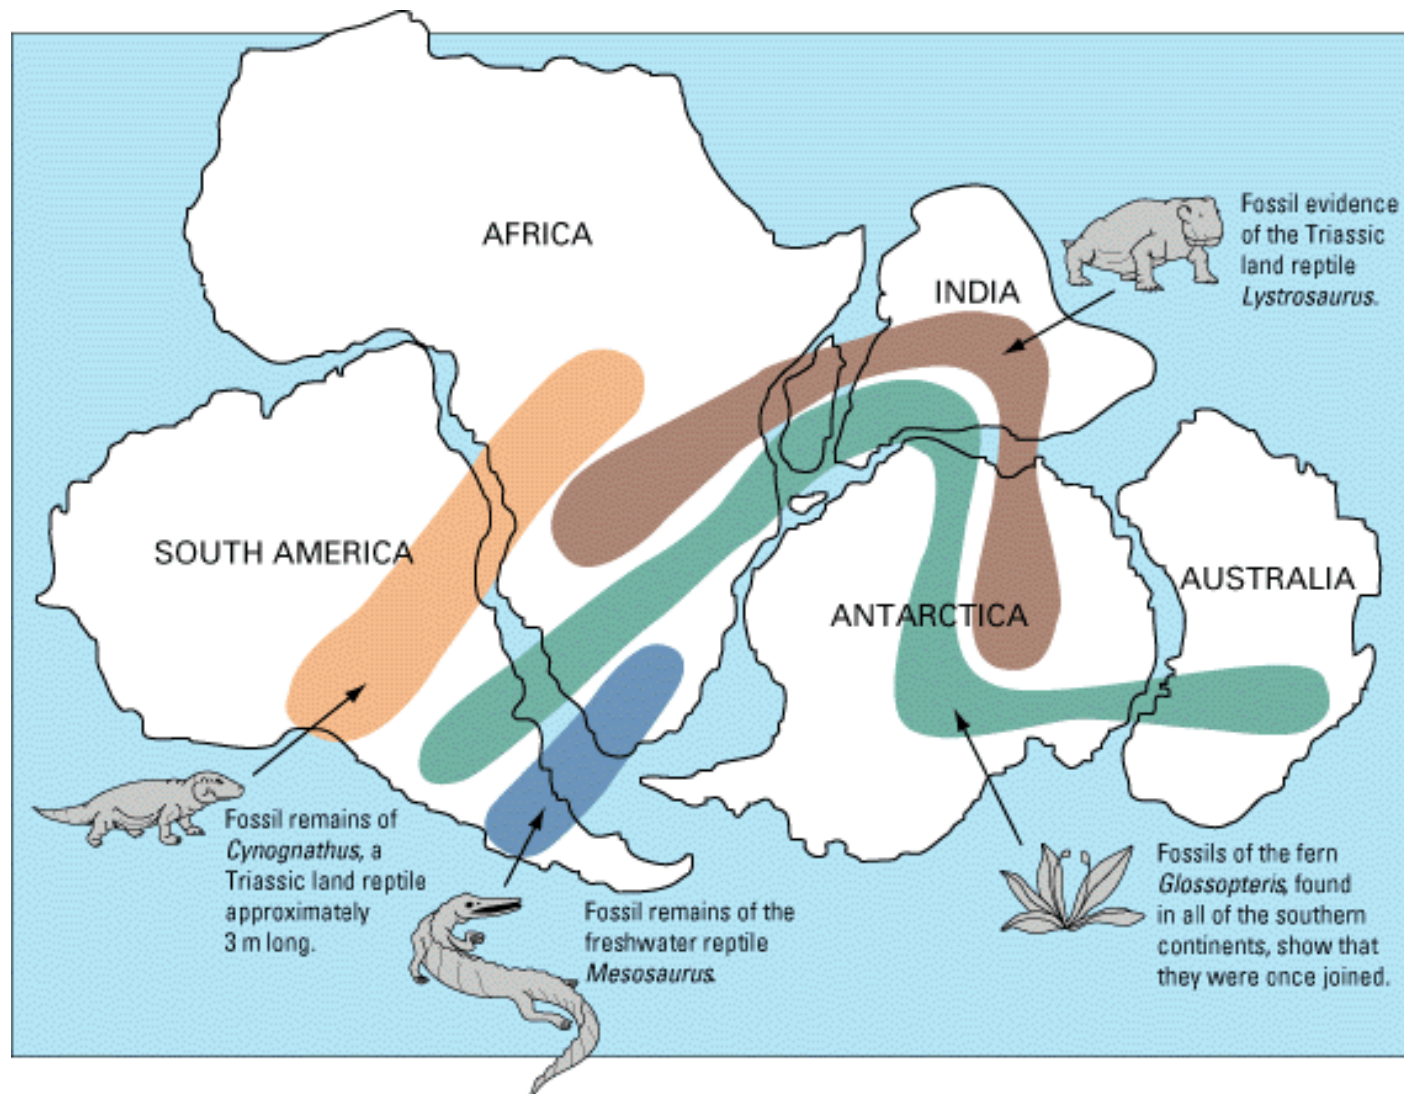 AFRICA
INDIA
Fossil evidence
of the Triassic
land reptile
Lystrosaurus.
SOUTH AMERICA
ANTARCTICA
AUSTRALIA
Fossil remains of
Cynognathus, a
Triassic land reptile
approximately
3 m long.
Fossil remains of the
freshwater reptile
Mesosaurus.
Fossils of the fern
Glossopteris, found
in all of the southern
continents, show that
they were once joined.